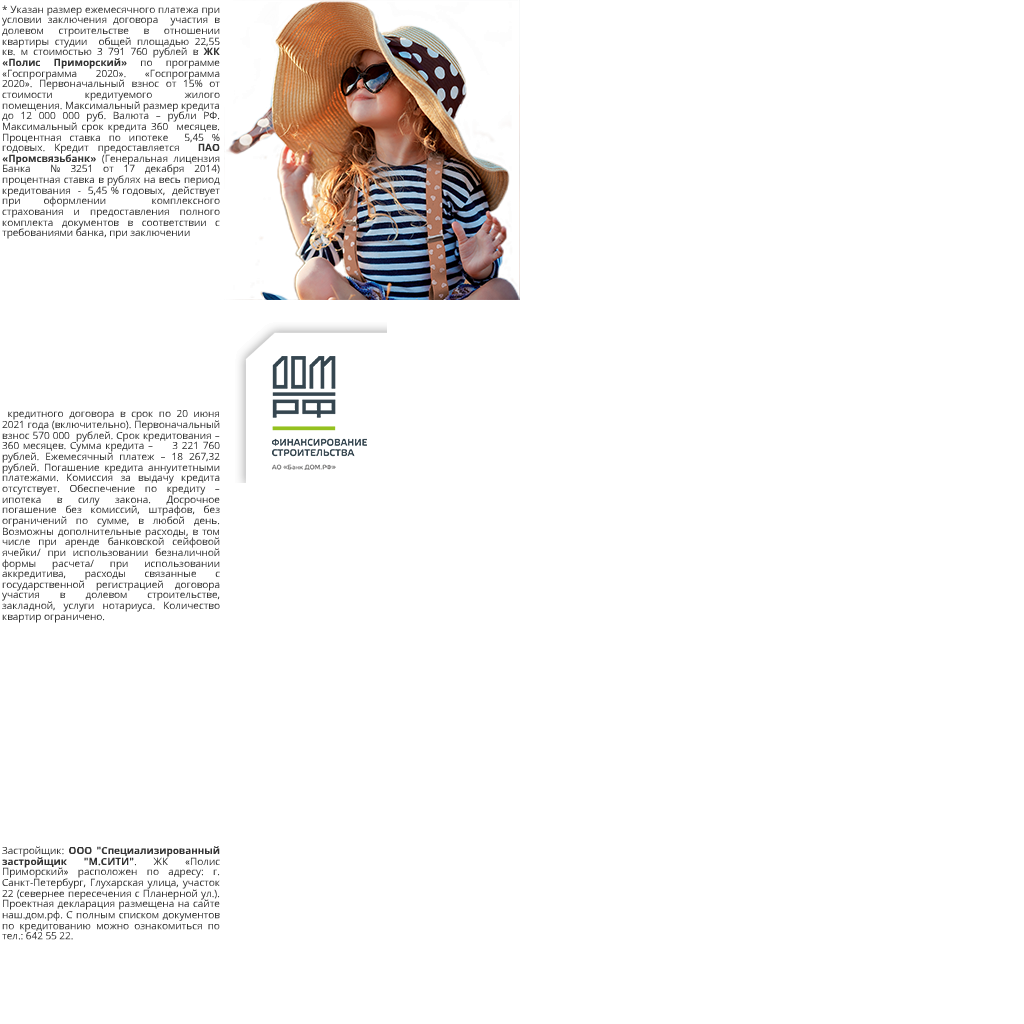 * Указан размер ежемесячного платежа при
условии заключения договора участия в
долевом строительстве в отношении
квартиры студии общей площадью 22,55
кв. м стоимостью 3 791 760 рублей в ЖК
«Полис Приморский» по программе
«Госпрограмма 2020». «Госпрограмма
2020». Первоначальный взнос от 15% от
стоимости кредитуемого жилого
помещения. Максимальный размер кредита
до 12 000 000 руб. Валюта – рубли РФ.
Максимальный срок кредита 360 месяцев.
Процентная ставка по ипотеке 5,45 %
годовых. Кредит предоставляется ПАО
«Промсвязьбанк» (Генеральная лицензия
Банка № 3251 от 17 декабря 2014)
процентная ставка в рублях на весь период
кредитования - 5,45 % годовых, действует
при оформлении комплексного
страхования и предоставления полного
комплекта документов в соответствии с
требованиями банка, при заключении
кредитного договора в срок по 20 июня
2021 года (включительно). Первоначальный
взнос 570 000 рублей. Срок кредитования –
360 месяцев. Сумма кредита – 3 221 760
рублей. Ежемесячный платеж – 18 267,32
рублей. Погашение кредита аннуитетными
платежами. Комиссия за выдачу кредита
отсутствует. Обеспечение по кредиту –
ипотека в силу закона. Досрочное
погашение без комиссий, штрафов, без
ограничений по сумме, в любой день.
Возможны дополнительные расходы, в том
числе при аренде банковской сейфовой
ячейки/ при использовании безналичной
формы расчета/ при использовании
аккредитива, расходы связанные с
государственной регистрацией договора
участия в долевом строительстве,
закладной, услуги нотариуса. Количество
квартир ограничено.
ДОМ
РФ
ФИНАНСИРОВАНИЕ
СТРОИТЕЛЬСТВА
АО «Банк ДОМ.РФ»
Застройщик: ООО "Специализированный
застройщик "М.СИТИ". ЖК «Полис
Приморский» расположен по адресу: г.
Санкт-Петербург, Глухарская улица, участок
22 (севернее пересечения с Планерной ул.).
Проектная декларация размещена на сайте
наш.дом.рф. С полным списком документов
по кредитованию можно ознакомиться по
тел.: 642 55 22.